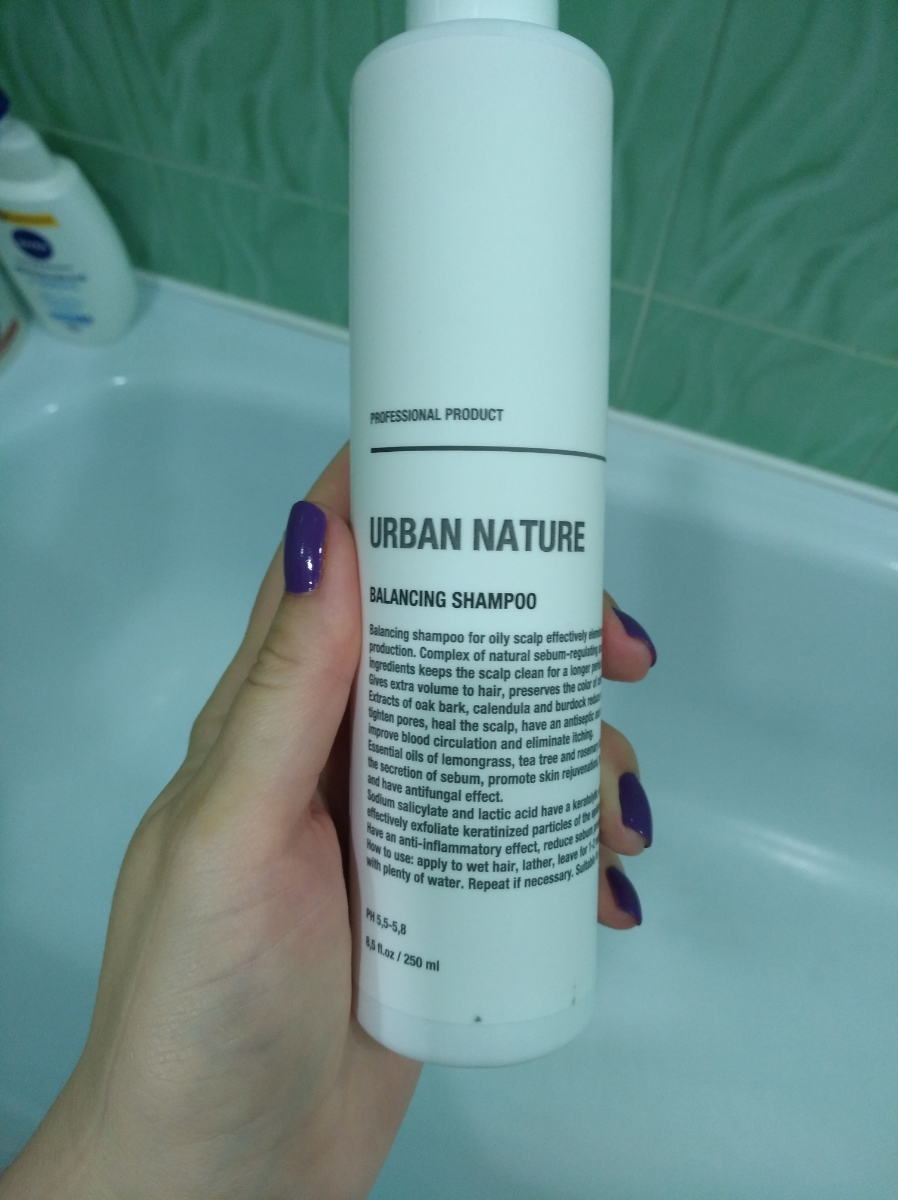 PROFESSIONAL PRODUCT
URBAN NATURE
BALANCING SHAMPOO
Balancing shampoo for oily scalp effectively
production. Complex of natural sebum-regulating
ingredients keeps the scalp clean for a longer
Gives extra volume to hair, preserves the color of
Extracts of oak bark, calendula and burdock
tighten pores, heal the scalp, have an antiseptic
improve blood circulation and eliminate itching.
Essential oils of lemongrass, tea tree and
the secretion of sebum, promote skin
and have antifungal effect.
Sodium salicylate and lactic acid have a
effectively exfoliate keratinized particles of the
Have an anti-inflammatory effect, reduce sebum
How to use: apply to wet hair, lather, leave for
with plenty of water. Repeat if necessary.
PH 5,5-5,8
8,5 fl.oz / 250 ml